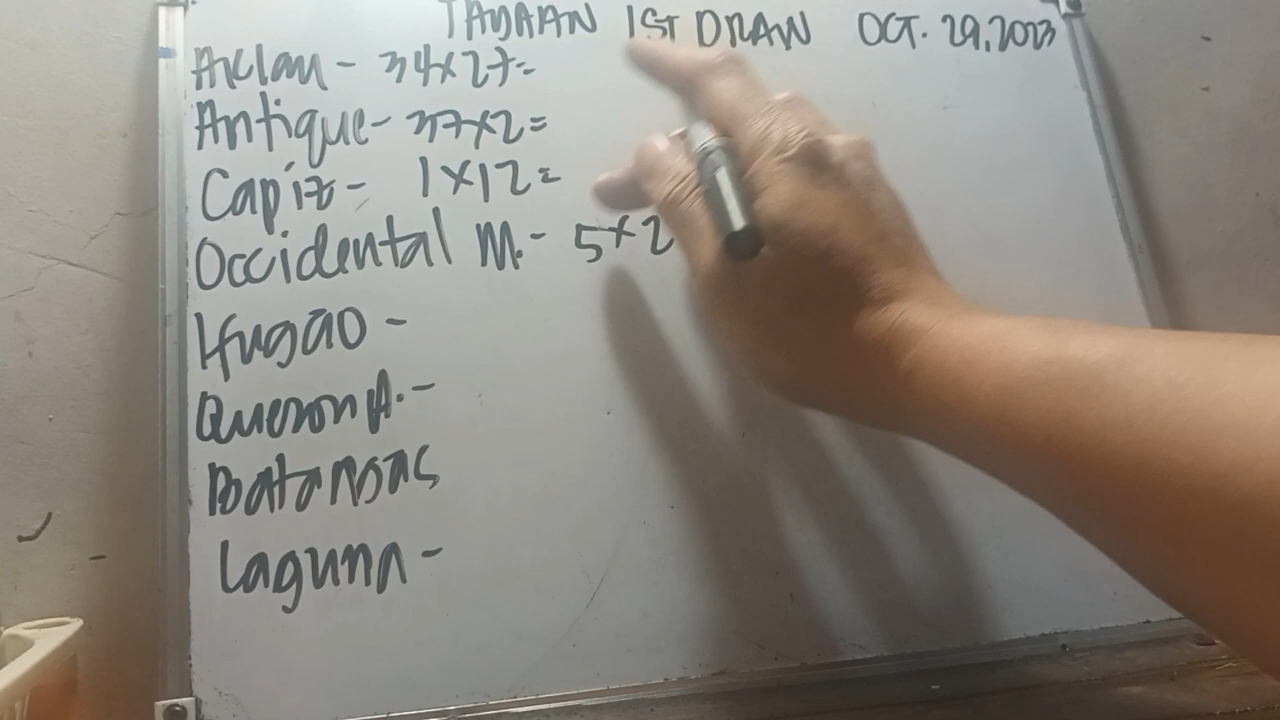 TAYAAN 1ST DRAW OCT. 29, 2023
Aklan - 34x27=
Antique - 37x2=
Capiz - 1x12=
Occidental M. - 5x2
Ifugao -
Quezon A. -
Batangas
Laguna -